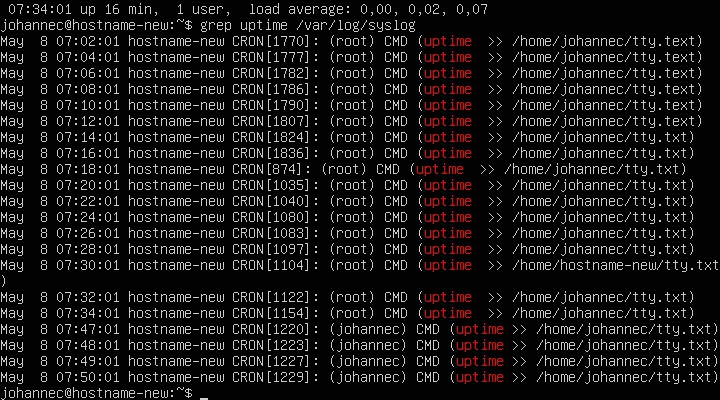 07:34:01 up 16 min,  1 user,  load average: 0,00, 0,02, 0,07
johannec@hostname-new:~$ grep uptime /var/log/syslog
May  8 07:02:01 hostname-new CRON[1770]: (root) CMD (uptime  >> /home/johannec/tty.text)
May  8 07:04:01 hostname-new CRON[1777]: (root) CMD (uptime  >> /home/johannec/tty.text)
May  8 07:06:01 hostname-new CRON[1782]: (root) CMD (uptime  >> /home/johannec/tty.text)
May  8 07:08:01 hostname-new CRON[1786]: (root) CMD (uptime  >> /home/johannec/tty.text)
May  8 07:10:01 hostname-new CRON[1790]: (root) CMD (uptime  >> /home/johannec/tty.text)
May  8 07:12:01 hostname-new CRON[1807]: (root) CMD (uptime  >> /home/johannec/tty.text)
May  8 07:14:01 hostname-new CRON[1824]: (root) CMD (uptime  >> /home/johannec/tty.txt)
May  8 07:16:01 hostname-new CRON[1836]: (root) CMD (uptime  >> /home/johannec/tty.txt)
May  8 07:18:01 hostname-new CRON[874]: (root) CMD (uptime  >> /home/johannec/tty.txt)
May  8 07:20:01 hostname-new CRON[1035]: (root) CMD (uptime  >> /home/johannec/tty.txt)
May  8 07:22:01 hostname-new CRON[1040]: (root) CMD (uptime  >> /home/johannec/tty.txt)
May  8 07:24:01 hostname-new CRON[1080]: (root) CMD (uptime  >> /home/johannec/tty.txt)
May  8 07:26:01 hostname-new CRON[1083]: (root) CMD (uptime  >> /home/johannec/tty.txt)
May  8 07:28:01 hostname-new CRON[1097]: (root) CMD (uptime  >> /home/johannec/tty.txt)
May  8 07:30:01 hostname-new CRON[1104]: (root) CMD (uptime  >> /home/hostname-new/tty.txt
)
May  8 07:32:01 hostname-new CRON[1122]: (root) CMD (uptime  >> /home/johannec/tty.txt)
May  8 07:34:01 hostname-new CRON[1154]: (root) CMD (uptime  >> /home/johannec/tty.txt)
May  8 07:47:01 hostname-new CRON[1220]: (johannec) CMD (uptime >> /home/johannec/tty.txt)
May  8 07:48:01 hostname-new CRON[1223]: (johannec) CMD (uptime >> /home/johannec/tty.txt)
May  8 07:49:01 hostname-new CRON[1227]: (johannec) CMD (uptime >> /home/johannec/tty.txt)
May  8 07:50:01 hostname-new CRON[1229]: (johannec) CMD (uptime >> /home/johannec/tty.txt)
johannec@hostname-new:~$ _